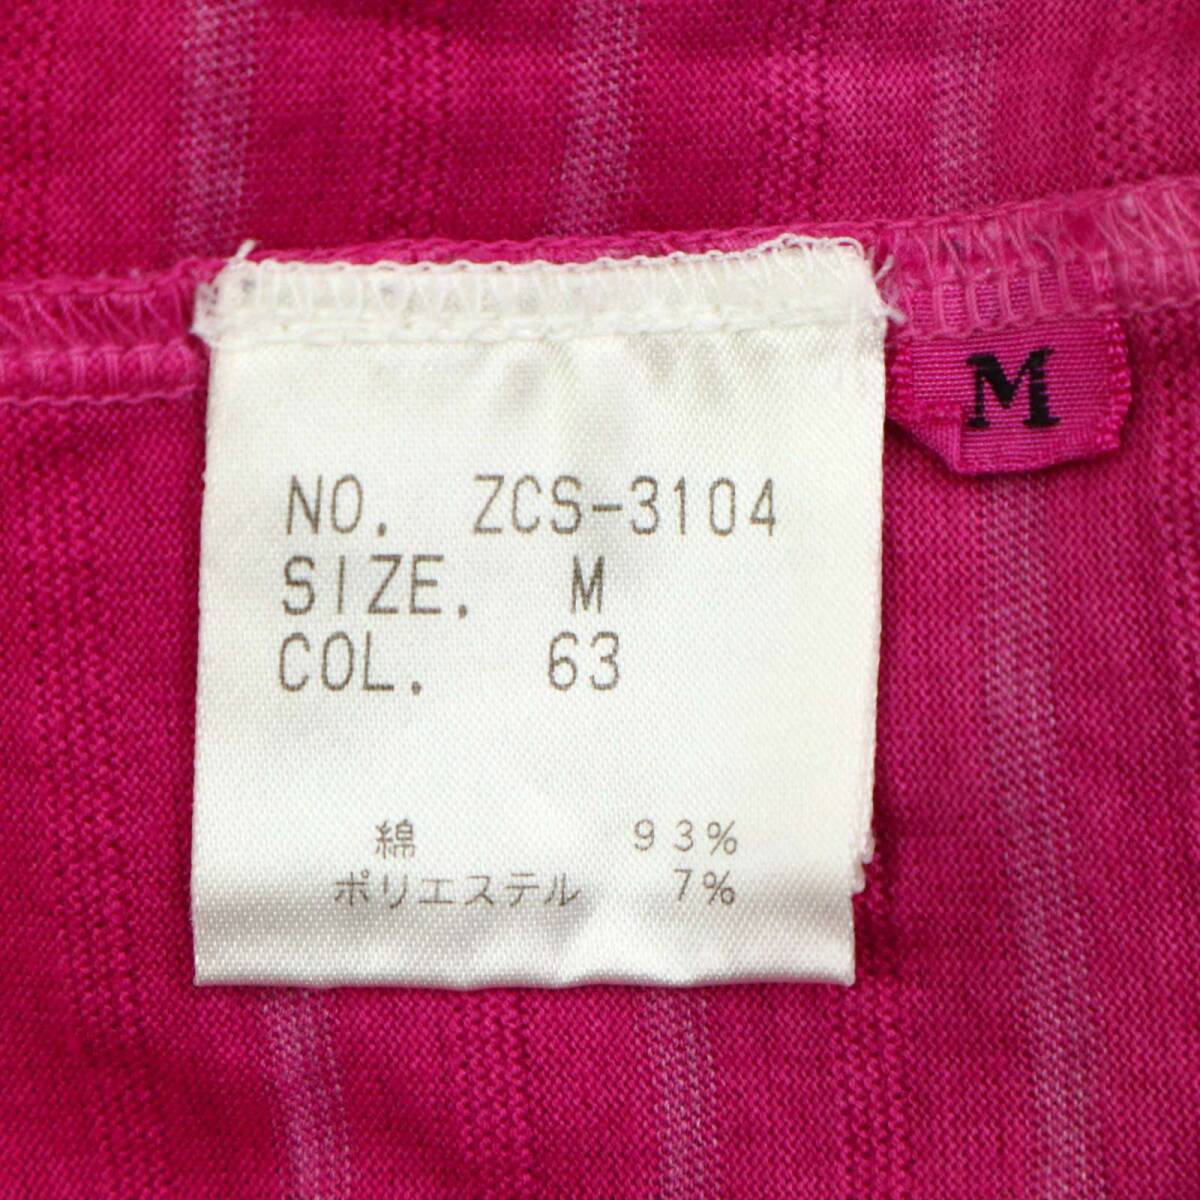 M
NO. ZCS-3104
SIZE. M
COL. 63
綿 93%
ポリエステル 7%